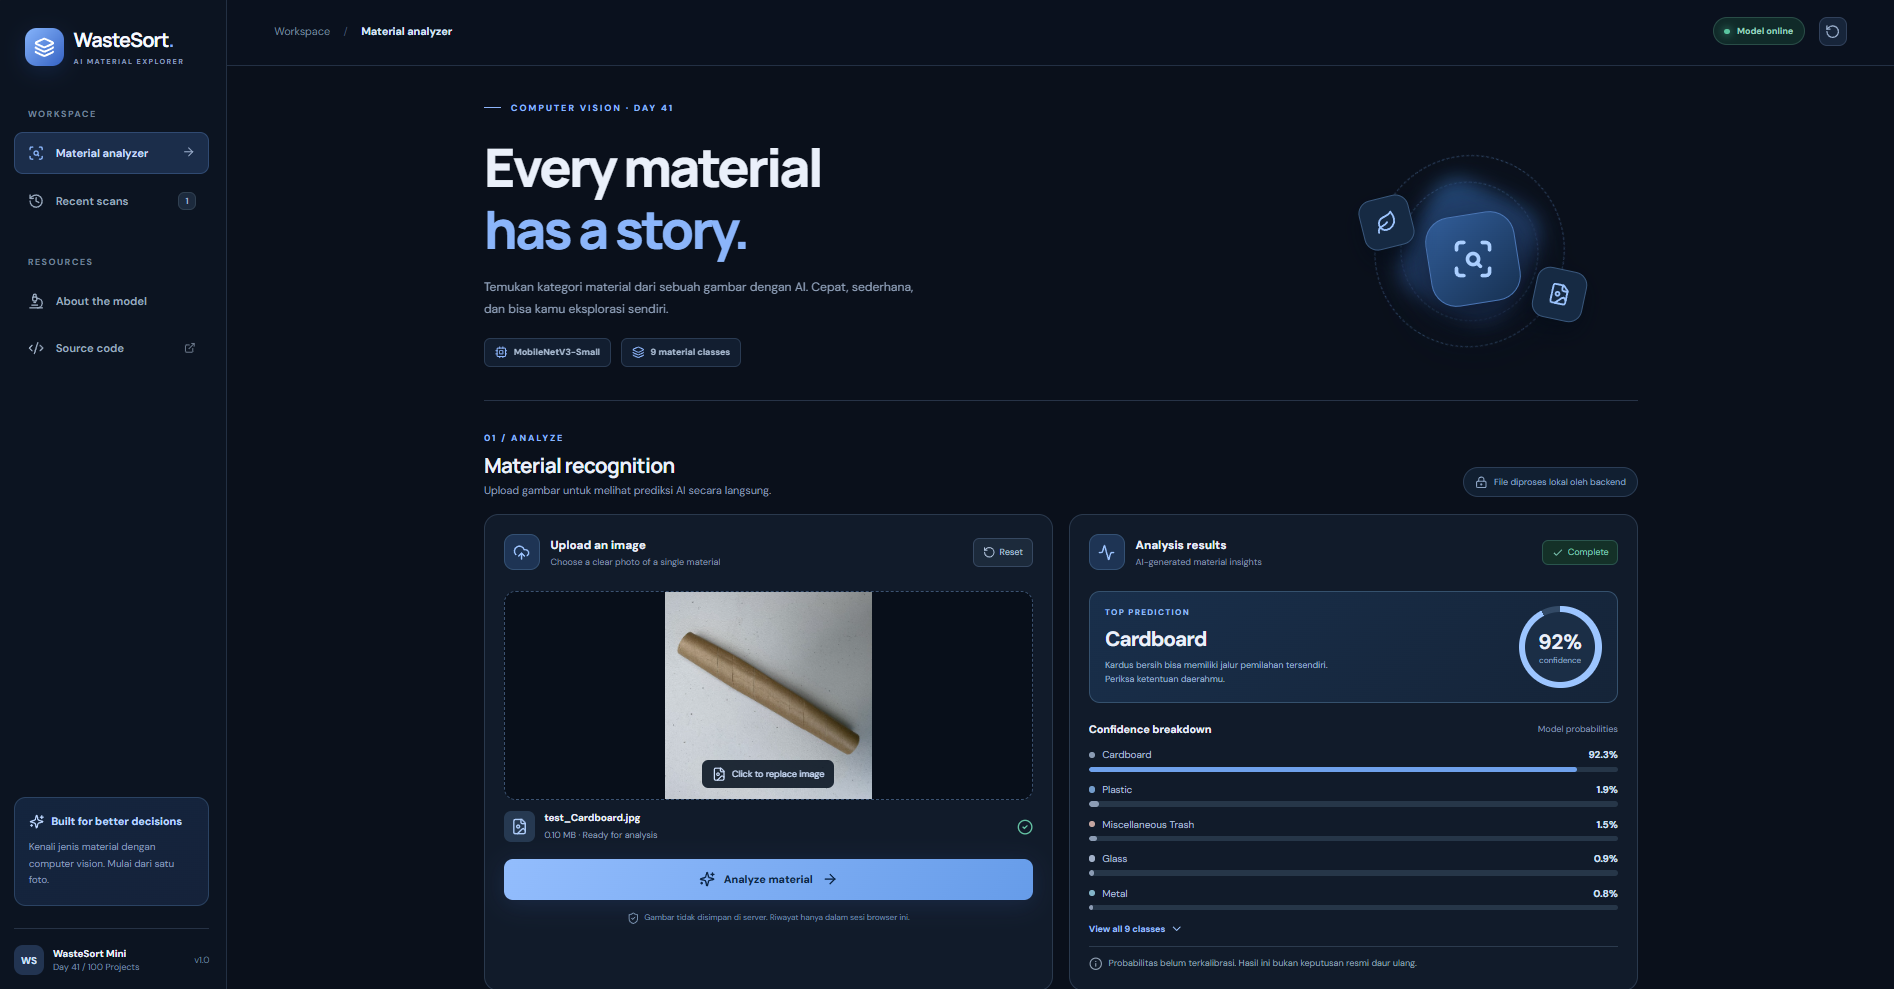 WasteSort.
AI MATERIAL EXPLORER
WORKSPACE
Material analyzer
Recent scans
1
RESOURCES
About the model
Source code
Built for better decisions
Kenali jenis material dengan
computer vision. Mulai dari satu
foto.
WS
WasteSort Mini
Day 41 / 100 Projects
v1.0
Workspace / Material analyzer
Model online
COMPUTER VISION · DAY 41
Every material
has a story.
Temukan kategori material dari sebuah gambar dengan AI. Cepat, sederhana,
dan bisa kamu eksplorasi sendiri.
MobileNetV3-Small
9 material classes
01 / ANALYZE
Material recognition
Upload gambar untuk melihat prediksi AI secara langsung.
File diproses lokal oleh backend
Upload an image
Choose a clear photo of a single material
Reset
Click to replace image
test_Cardboard.jpg
0.10 MB · Ready for analysis
Analyze material
Gambar tidak disimpan di server. Riwayat hanya dalam sesi browser ini.
Analysis results
AI-generated material insights
Complete
TOP PREDICTION
Cardboard
Kardus bersih bisa memiliki jalur pemilahan tersendiri.
Periksa ketentuan daerahmu.
92%
confidence
Confidence breakdown
Model probabilities
Cardboard 92.3%
Plastic 1.9%
Miscellaneous Trash 1.5%
Glass 0.9%
Metal 0.8%
View all 9 classes
Probabilitas belum terkalibrasi. Hasil ini bukan keputusan resmi daur ulang.